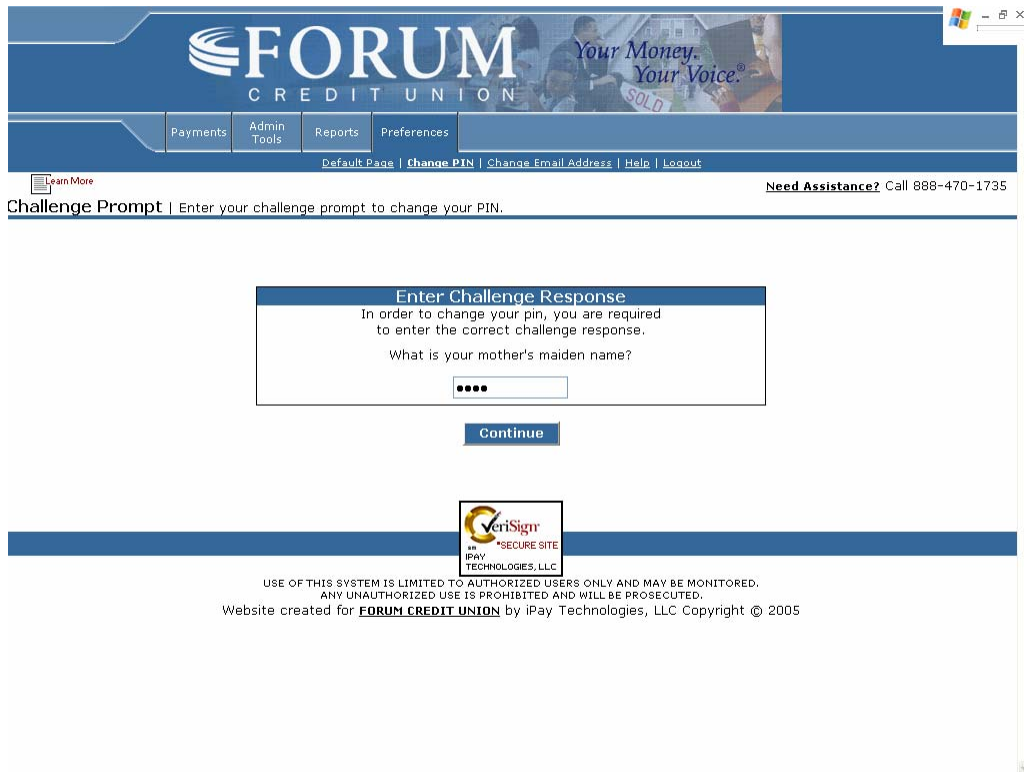 FORUM
CREDIT UNION
Your Money.
Your Voice.®
SOLD
Payments
Admin
Tools
Reports
Preferences
Default Page | Change PIN | Change Email Address | Help | Logout
Learn More
Need Assistance? Call 888-470-1735
Challenge Prompt | Enter your challenge prompt to change your PIN.
Enter Challenge Response
In order to change your pin, you are required
to enter the correct challenge response.
What is your mother's maiden name?
••••
Continue
VeriSign
SM
*SECURE SITE
IPAY
TECHNOLOGIES, LLC
USE OF THIS SYSTEM IS LIMITED TO AUTHORIZED USERS ONLY AND MAY BE MONITORED.
ANY UNAUTHORIZED USE IS PROHIBITED AND WILL BE PROSECUTED.
Website created for FORUM CREDIT UNION by iPay Technologies, LLC Copyright © 2005